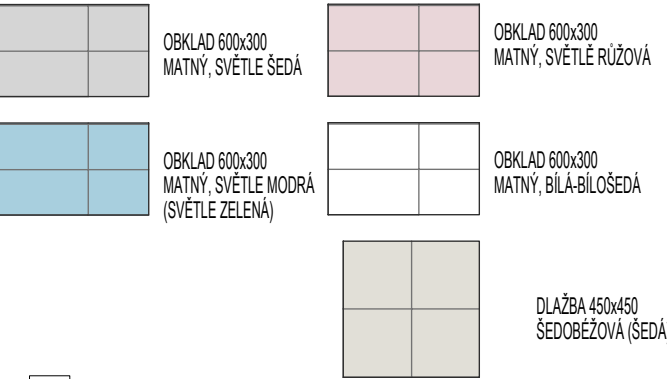 OBKLAD 600x300
MATNÝ, SVĚTLE ŠEDÁ
OBKLAD 600x300
MATNÝ, SVĚTLĚ RŮŽOVÁ
OBKLAD 600x300
MATNÝ, SVĚTLE MODRÁ
(SVĚTLE ZELENÁ)
OBKLAD 600x300
MATNÝ, BÍLÁ-BÍLOŠEDÁ
DLAŽBA 450x450
ŠEDOBÉŽOVÁ (ŠEDÁ